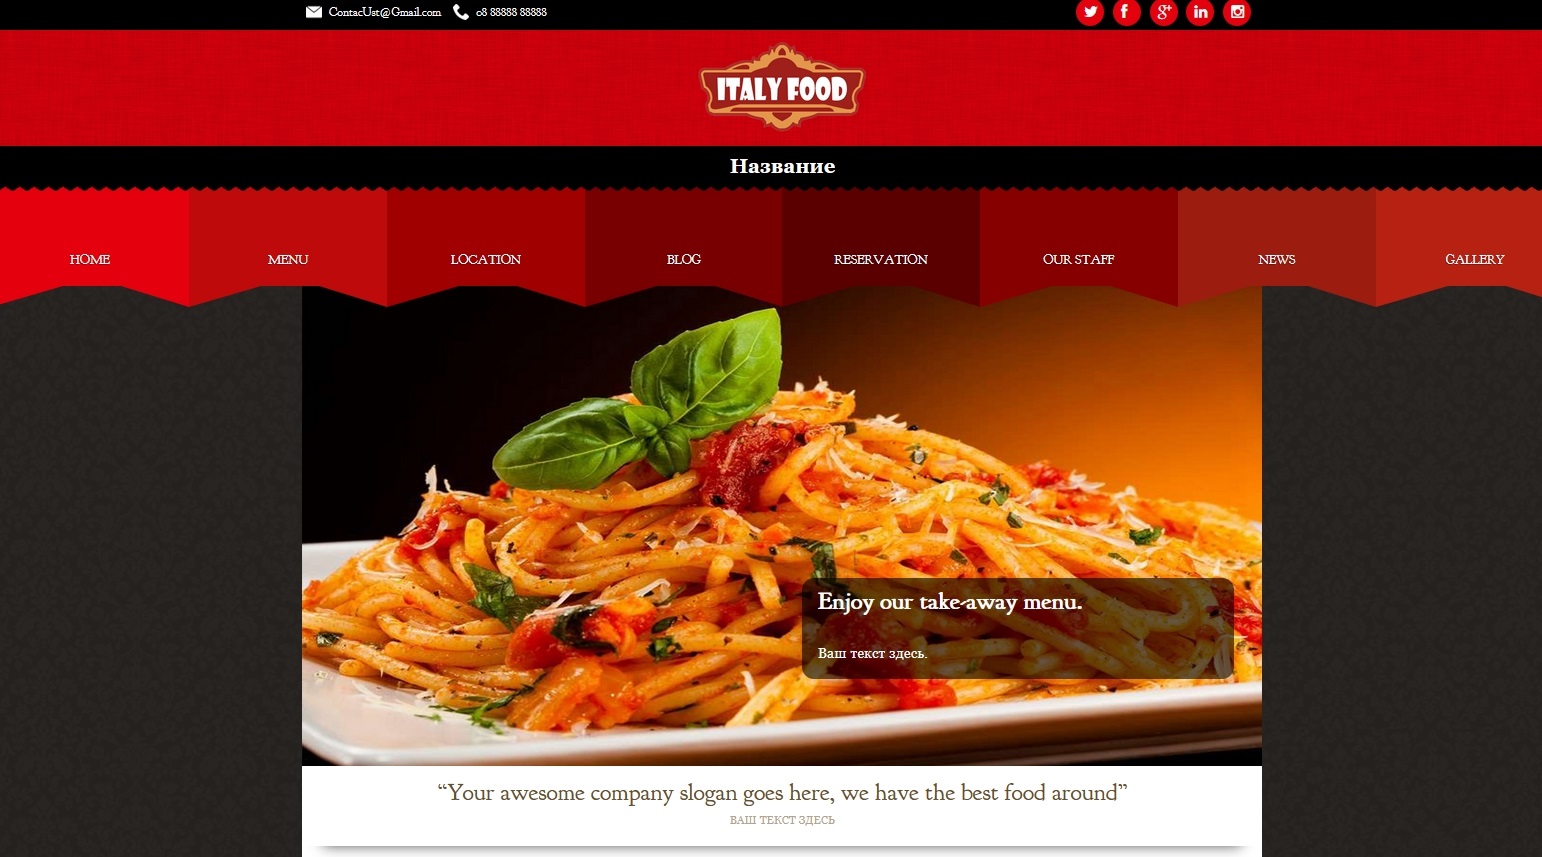 ContacUst@Gmail.com 08 88888 88888
ITALY FOOD
Название
HOME MENU LOCATION BLOG RESERVATION OUR STAFF NEWS GALLERY
Enjoy our take-away menu.
Ваш текст здесь.
“Your awesome company slogan goes here, we have the best food around”
ВАШ ТЕКСТ ЗДЕСЬ